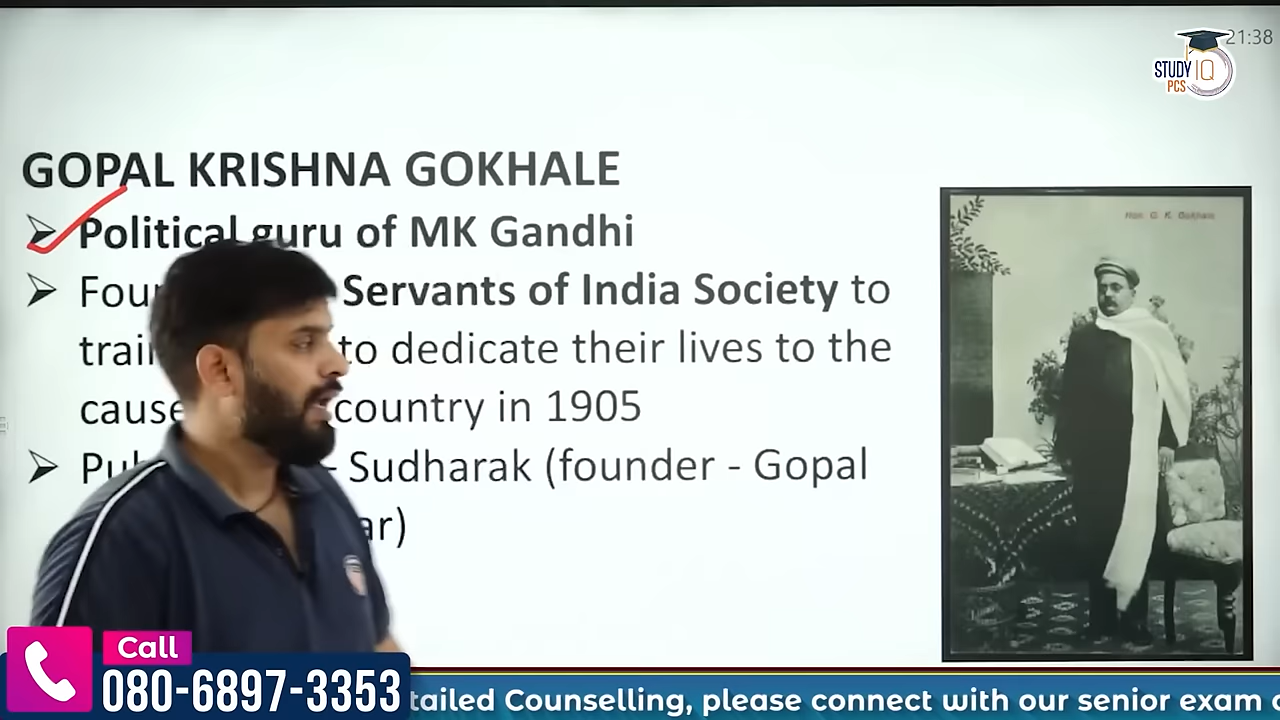 21:38
STUDY IQ
PCS
GOPAL KRISHNA GOKHALE
Political guru of MK Gandhi
Servants of India Society to
to dedicate their lives to the
cause country in 1905
- Sudharak (founder - Gopal
Hon. G. K. Gokhale
Call
080-6897-3353
Counselling, please connect with our senior exam